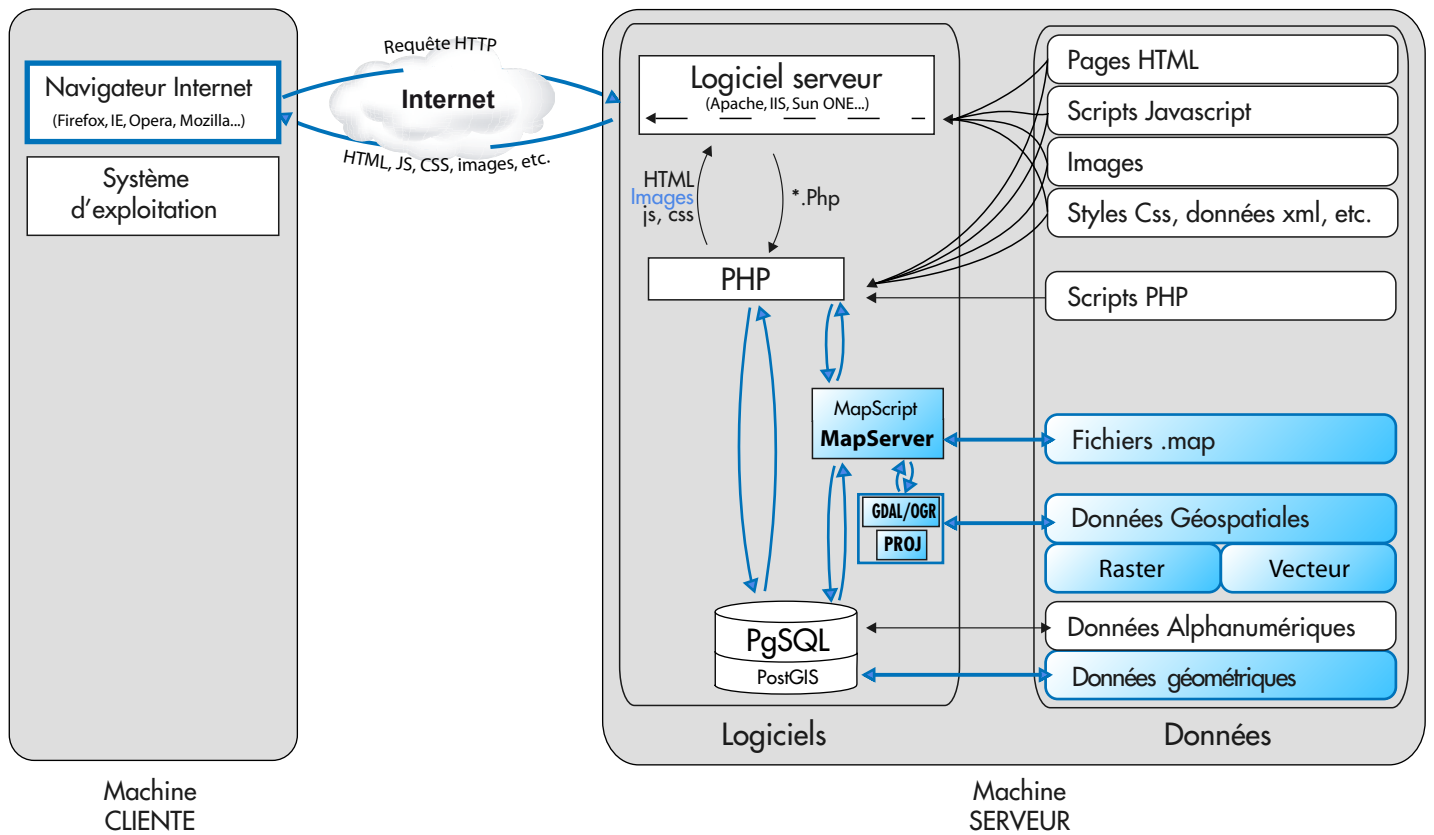 Navigateur Internet
(Firefox, IE, Opera, Mozilla...)
Système
d'exploitation
Machine
CLIENTE
Requête HTTP
Internet
HTML, JS, CSS, images, etc.
Logiciel serveur
(Apache, IIS, Sun ONE...)
HTML
Images
js, css
*.Php
PHP
MapScript
MapServer
GDAL/OGR
PROJ
PgSQL
PostGIS
Logiciels
Pages HTML
Scripts Javascript
Images
Styles Css, données xml, etc.
Scripts PHP
Fichiers .map
Données Géospatiales
Raster
Vecteur
Données Alphanumériques
Données géométriques
Données
Machine
SERVEUR